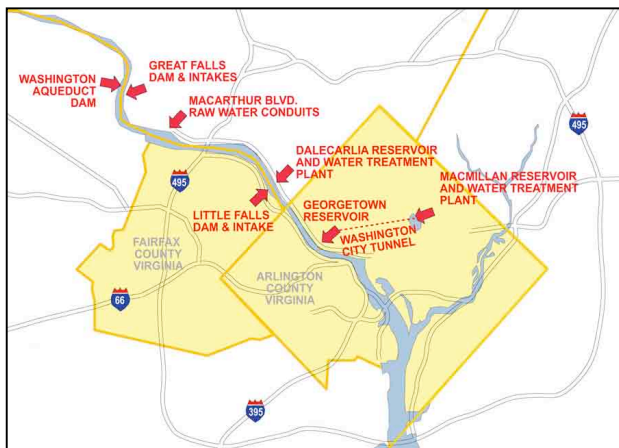 GREAT FALLS
DAM & INTAKES
WASHINGTON
AQUEDUCT
DAM
MACARTHUR BLVD.
RAW WATER CONDUITS
495
DALECARLIA RESERVOIR
AND WATER TREATMENT
PLANT
MACMILLAN RESERVOIR
AND WATER TREATMENT
PLANT
495
LITTLE FALLS
DAM & INTAKE
GEORGETOWN
RESERVOIR
WASHINGTON
CITY TUNNEL
FAIRFAX
COUNTY
VIRGINIA
ARLINGTON
COUNTY
VIRGINIA
66
395